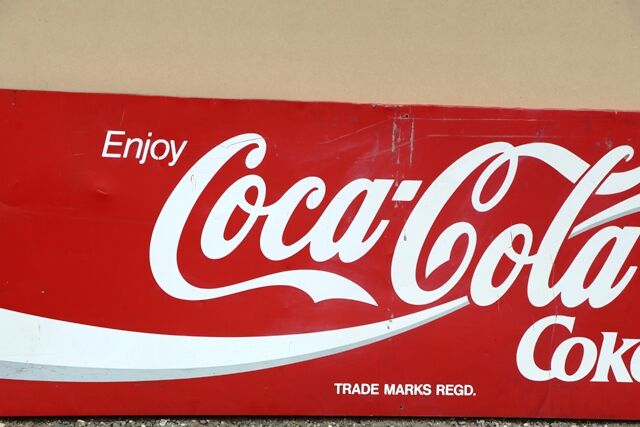 Enjoy
Coca-Cola
Coke
TRADE MARKS REGD.